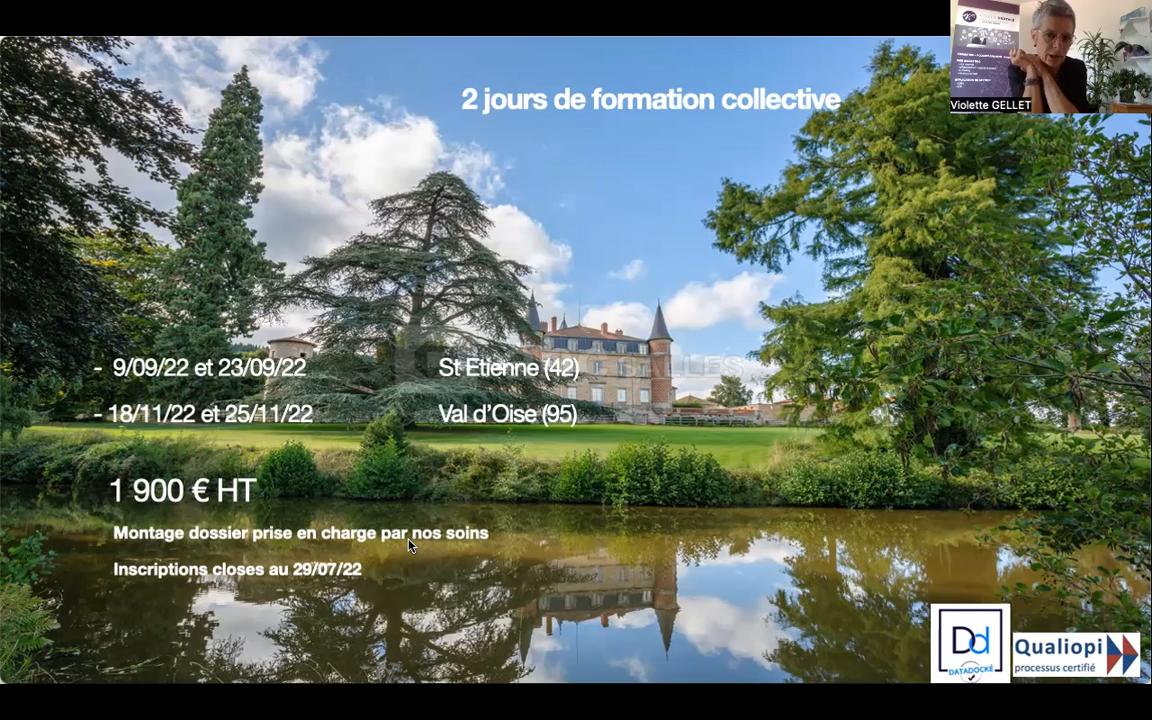 2 jours de formation collective
Violette GELLET
- 9/09/22 et 23/09/22 St Etienne (42)
- 18/11/22 et 25/11/22 Val d'Oise (95)
1 900 € HT
Montage dossier prise en charge par nos soins
Inscriptions closes au 29/07/22
Dd
DATADOCKÉ
Qualiopi
processus certifié